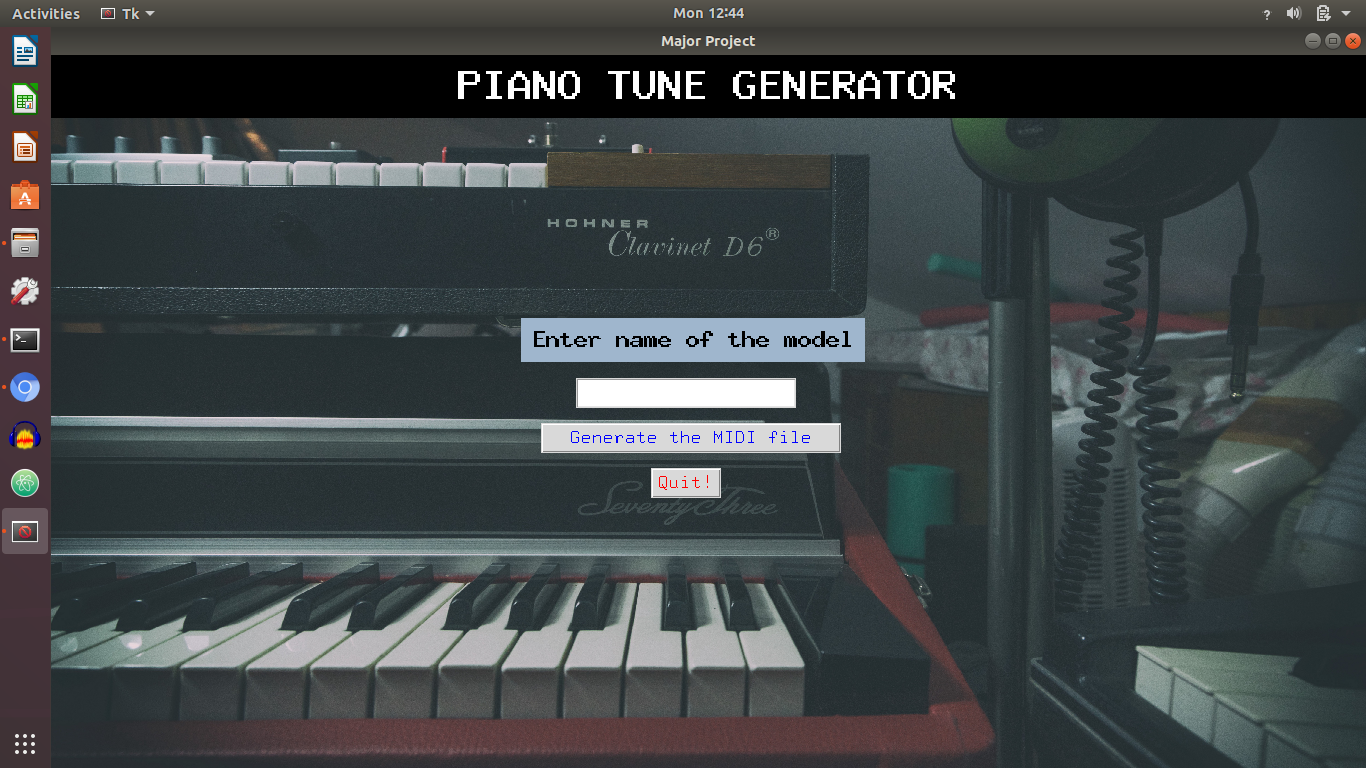 Activities Tk Mon 12:44 ?
Major Project
PIANO TUNE GENERATOR
HOHNER
Clavinet D6®
Enter name of the model
Generate the MIDI file
Quit!
Seventy Three